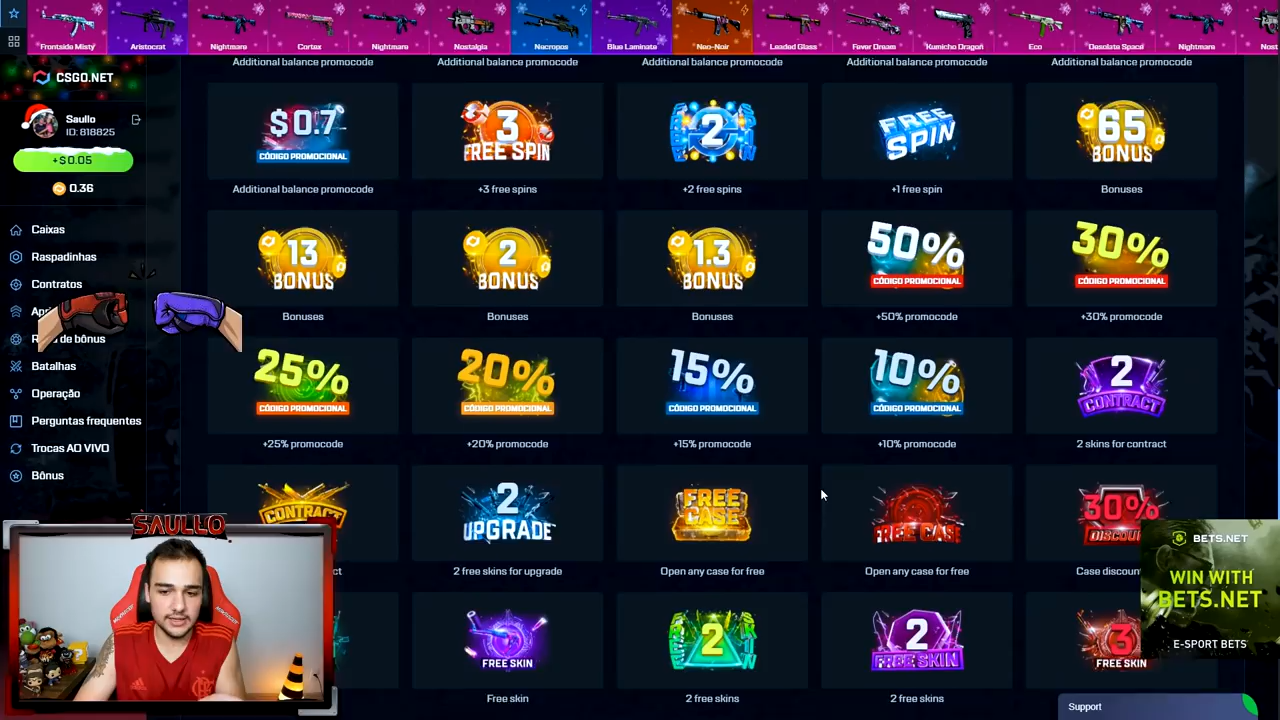 Frontside Misty
Aristocrat
Nightmare
Cortex
Nightmare
Nostalgia
Necropos
Blue Laminate
Neo-Noir
Leaded Glass
Fever Dream
Kumicho Dragon
Eco
Desolate Space
Nightmare
Nost
CSGO.NET
Saullo
ID: 818825
+$0.05
0.36
Caixas
Raspadinhas
Contratos
de bônus
Batalhas
Operação
Perguntas frequentes
Trocas AO VIVO
Bônus
Additional balance promocode
Additional balance promocode
Additional balance promocode
Additional balance promocode
Additional balance promocode
$0.7
CÓDIGO PROMOCIONAL
Additional balance promocode
3
FREE SPIN
+3 free spins
2
+2 free spins
FREE
SPIN
+1 free spin
65
BONUS
Bonuses
13
BONUS
Bonuses
2
BONUS
Bonuses
1.3
BONUS
Bonuses
50%
CÓDIGO PROMOCIONAL
+50% promocode
30%
CÓDIGO PROMOCIONAL
+30% promocode
25%
CÓDIGO PROMOCIONAL
+25% promocode
20%
CÓDIGO PROMOCIONAL
+20% promocode
15%
CÓDIGO PROMOCIONAL
+15% promocode
10%
CÓDIGO PROMOCIONAL
+10% promocode
2
CONTRACT
2 skins for contract
CONTRACT
2
UPGRADE
2 free skins for upgrade
FREE
CASE
Open any case for free
FREE CASE
Open any case for free
30%
DISCOU
Case discoun
FREE SKIN
Free skin
2
2 free skins
2
FREE SKIN
2 free skins
3
FREE SKIN
SAULLO
BETS.NET
WIN WITH
BETS.NET
E-SPORT BETS
Support